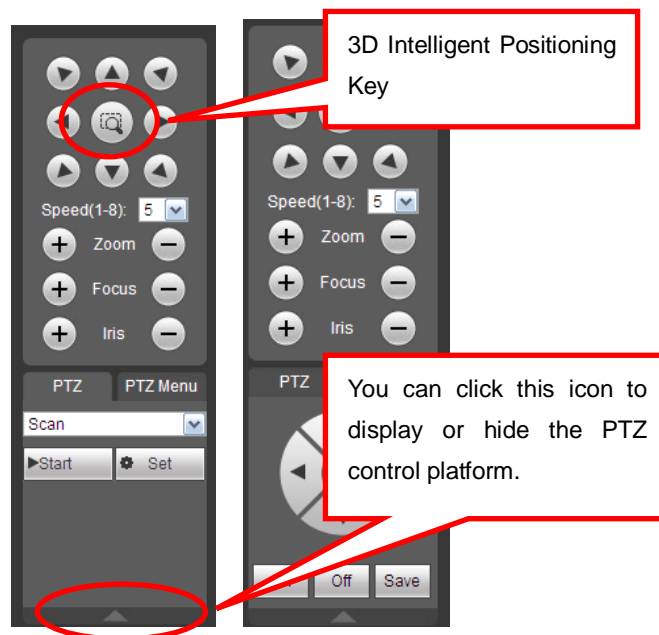 3D Intelligent Positioning
Key
Speed(1-8): 5
Zoom
Focus
Iris
PTZ PTZ Menu
Scan
Start Set
Speed(1-8): 5
Zoom
Focus
Iris
PTZ
You can click this icon to
display or hide the PTZ
control platform.
Off Save